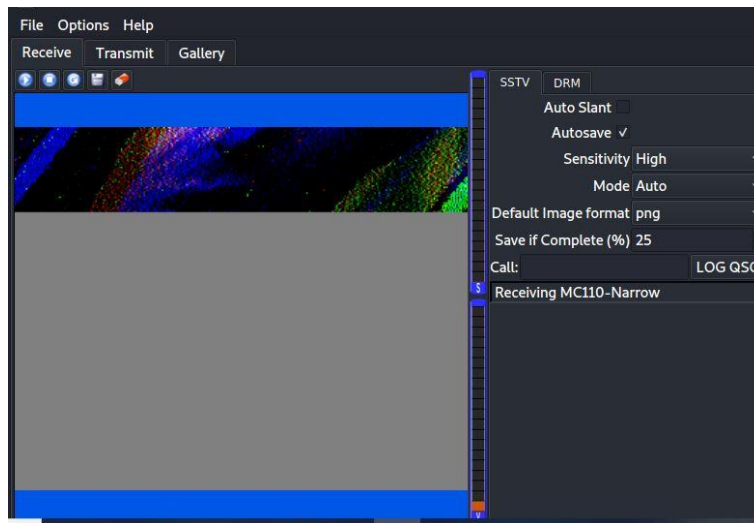 File Options Help
Receive Transmit Gallery
SSTV DRM
Auto Slant
Autosave ✓
Sensitivity High
Mode Auto
Default Image format png
Save if Complete (%) 25
Call: LOG QSO
S Receiving MC110-Narrow
V